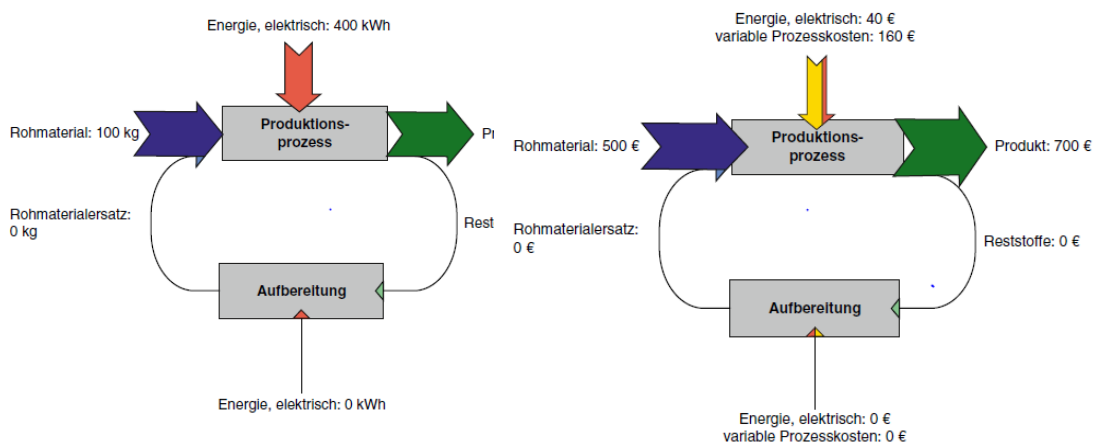 Energie, elektrisch: 400 kWh
Rohmaterial: 100 kg
Produktions-
prozess
Rohmaterialersatz:
0 kg
Aufbereitung
Energie, elektrisch: 0 kWh
Energie, elektrisch: 40 €
variable Prozesskosten: 160 €
Rohmaterial: 500 €
Produktions-
prozess
Produkt: 700 €
Rohmaterialersatz:
0 €
Reststoffe: 0 €
Aufbereitung
Energie, elektrisch: 0 €
variable Prozesskosten: 0 €